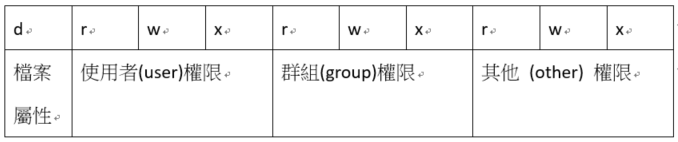 d r w x r w x r w x
檔案 使用者(user)權限 群組(group)權限 其他 (other) 權限
屬性